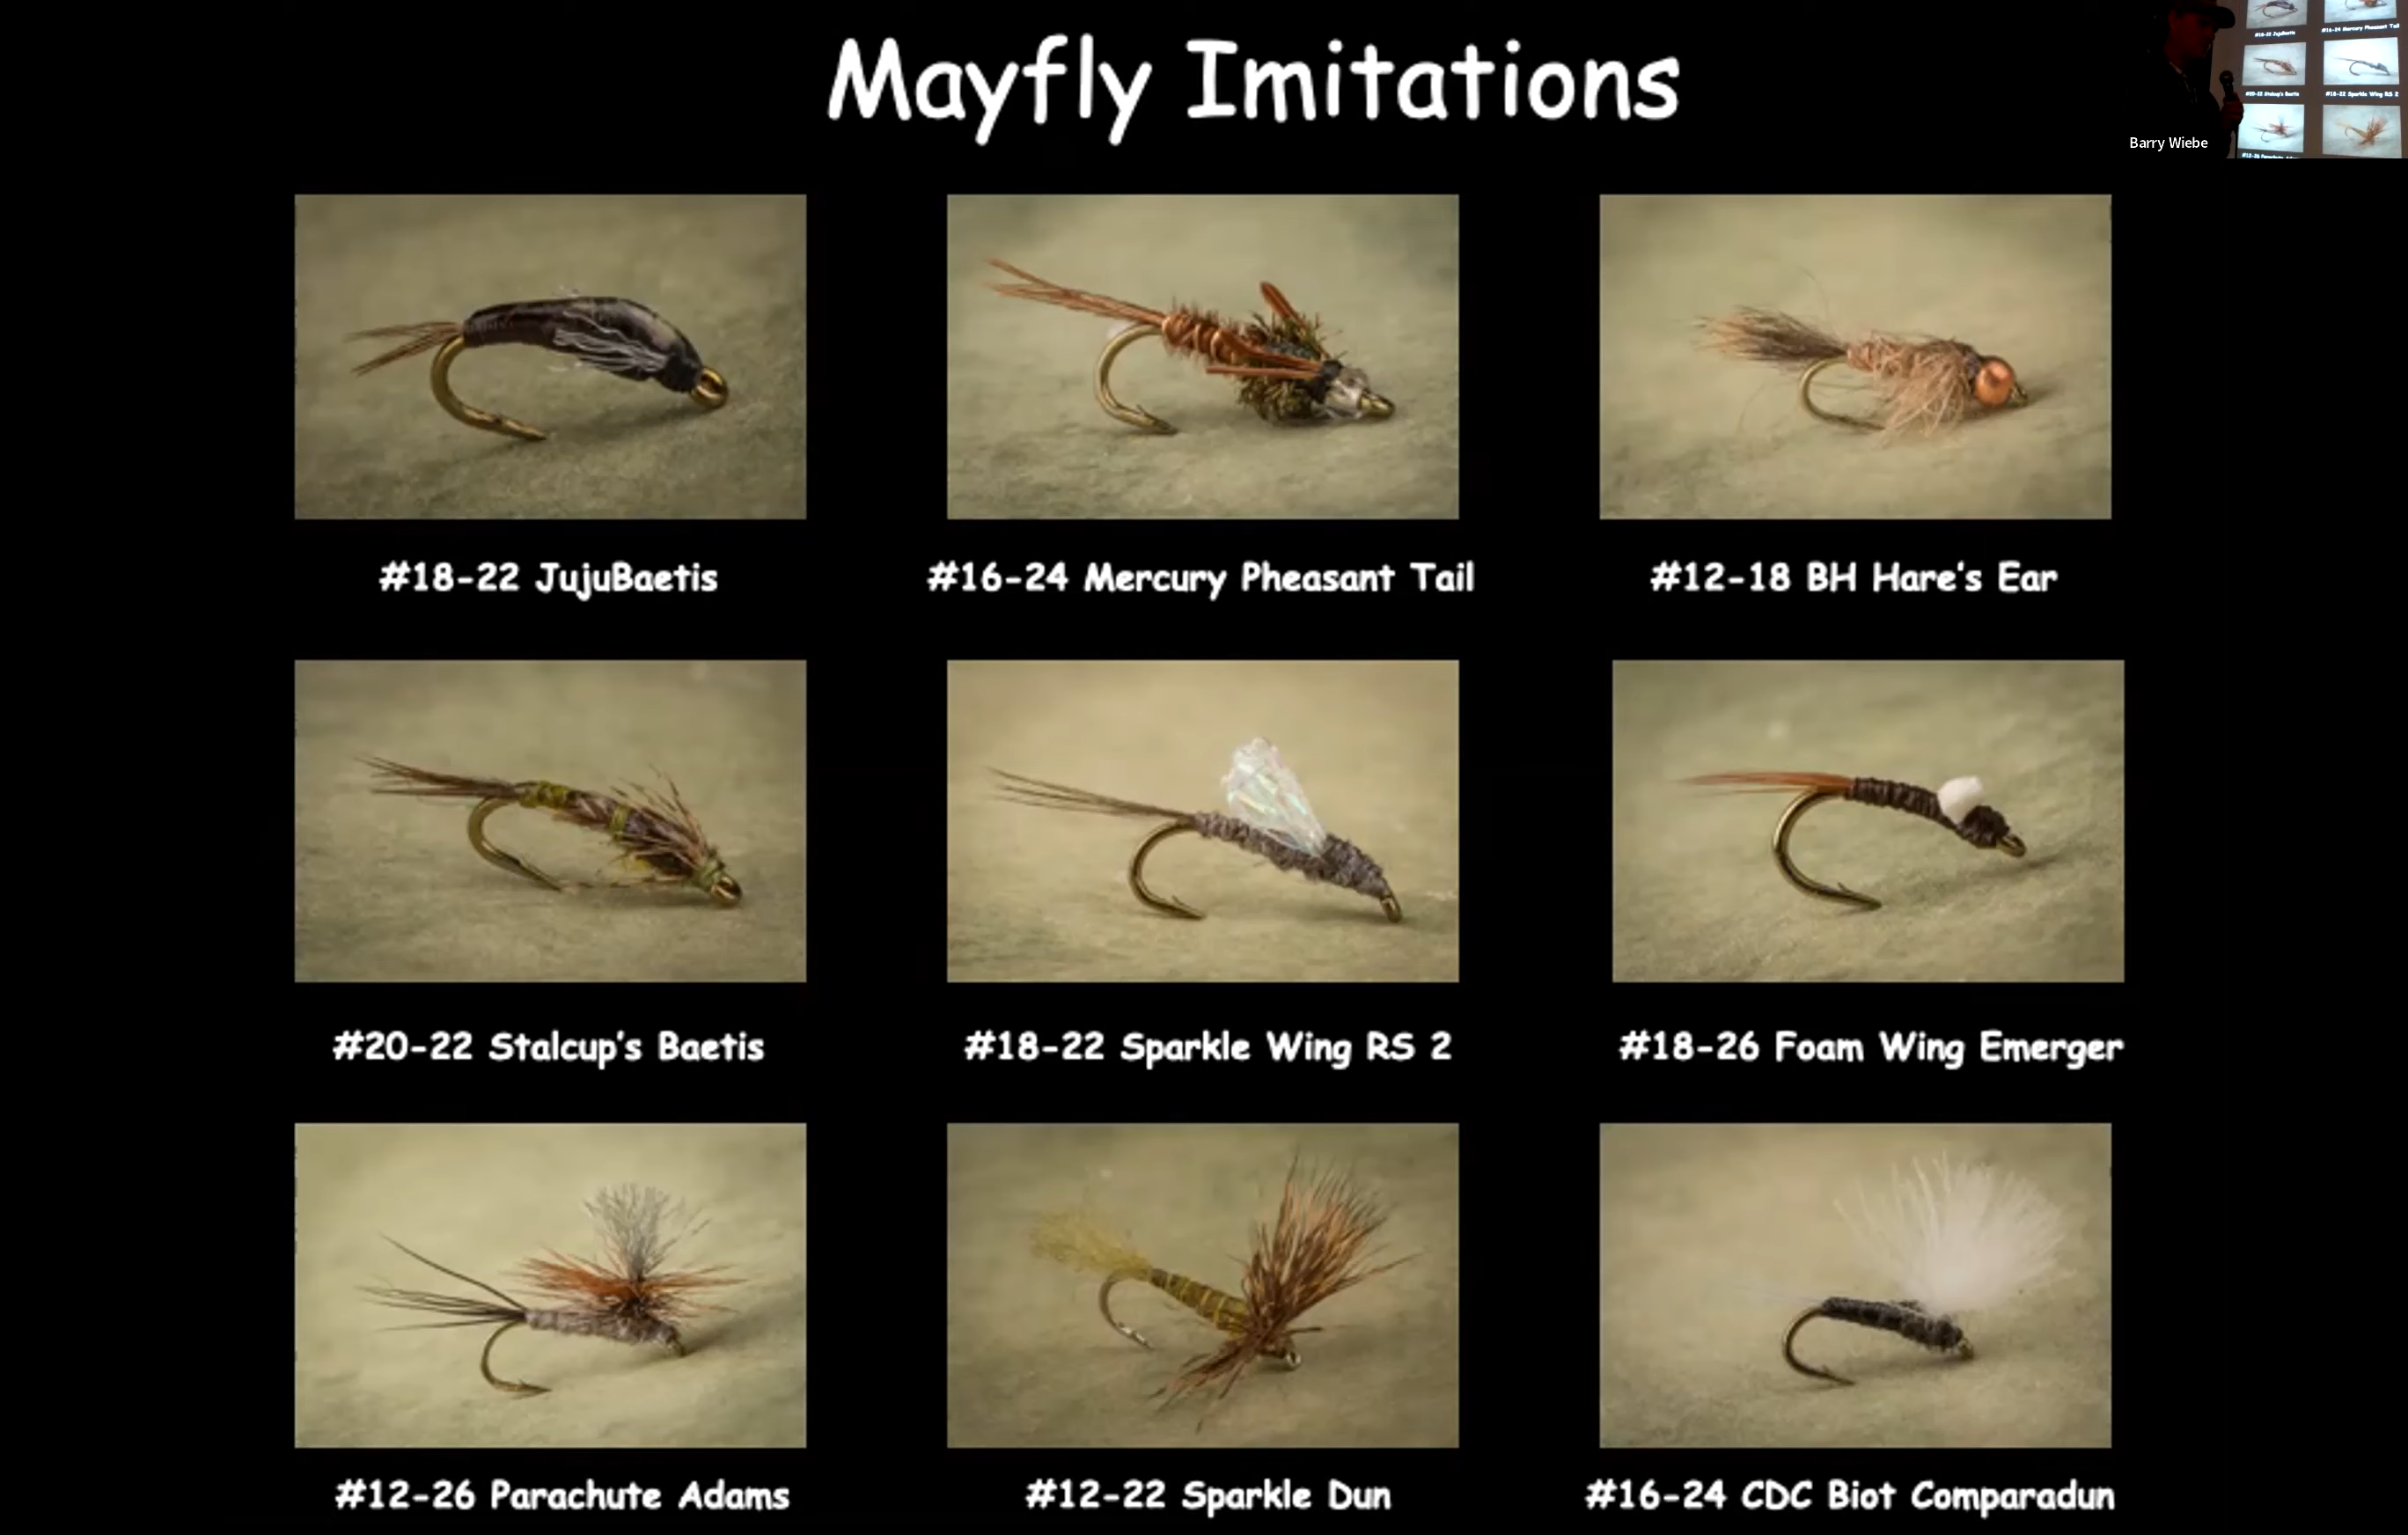 Mayfly Imitations
Barry Wiebe
#18-22 JujuBaetis
#16-24 Mercury Pheasant Tail
#12-18 BH Hare's Ear
#20-22 Stalcup's Baetis
#18-22 Sparkle Wing RS 2
#18-26 Foam Wing Emerger
#12-26 Parachute Adams
#12-22 Sparkle Dun
#16-24 CDC Biot Comparadun